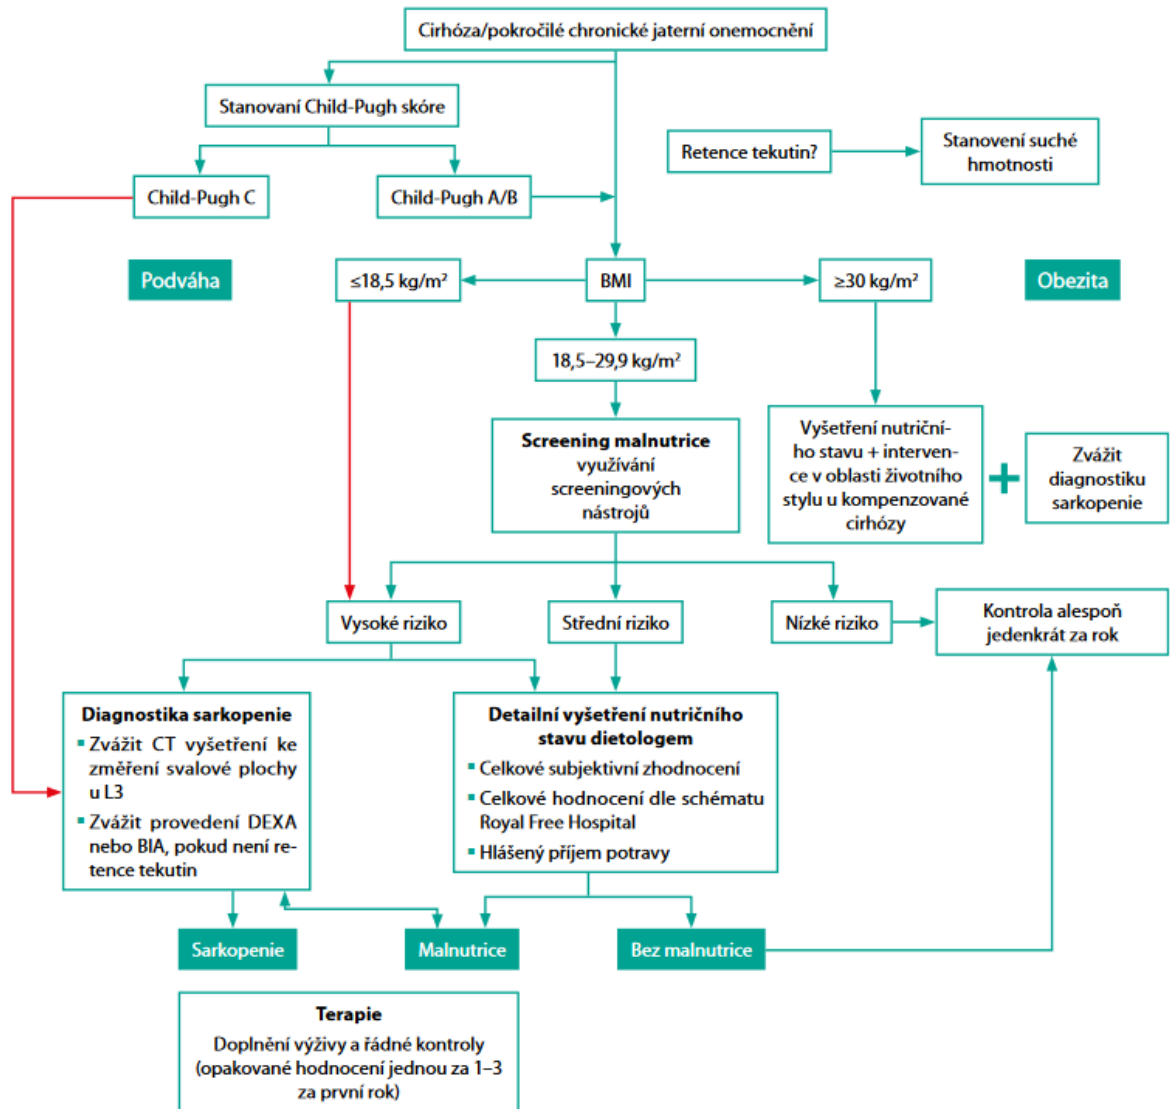 Cirhóza/pokročilé chronické jaterní onemocnění
Stanovaní Child-Pugh skóre
Retence tekutin?
Stanovení suché
hmotnosti
Child-Pugh C
Child-Pugh A/B
Podváha
≤18,5 kg/m²
BMI
≥30 kg/m²
Obezita
18,5–29,9 kg/m²
Screening malnutrice
využívání
screeningových
nástrojů
Vyšetření nutrični-
ho stavu + interven-
ce v oblasti životního
stylu u kompenzované
cirhózy
+
Zvážit
diagnostiku
sarkopenie
Vysoké riziko
Střední riziko
Nízké riziko
Kontrola alespoň
jedenkrát za rok
Diagnostika sarkopenie
▪ Zvážit CT vyšetření ke
změření svalové plochy
u L3
▪ Zvážit provedení DEXA
nebo BIA, pokud není re-
tence tekutin
Detailní vyšetření nutričního
stavu dietologem
▪ Celkové subjektivní zhodnocení
▪ Celkové hodnocení dle schématu
Royal Free Hospital
▪ Hlášený příjem potravy
Sarkopenie
Malnutrice
Bez malnutrice
Terapie
Doplnění výživy a řádné kontroly
(opakované hodnocení jednou za 1–3
za první rok)